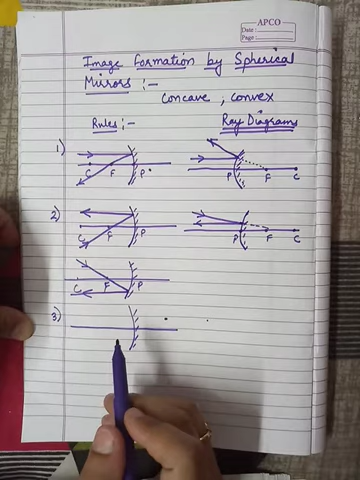 APCO
Date:
Page:
Image Formation by Spherical
Mirrors :-
Concave , convex
Rules :- Ray Diagrams
1)
C F P P F C
2)
C F P P F C
C F P
3)